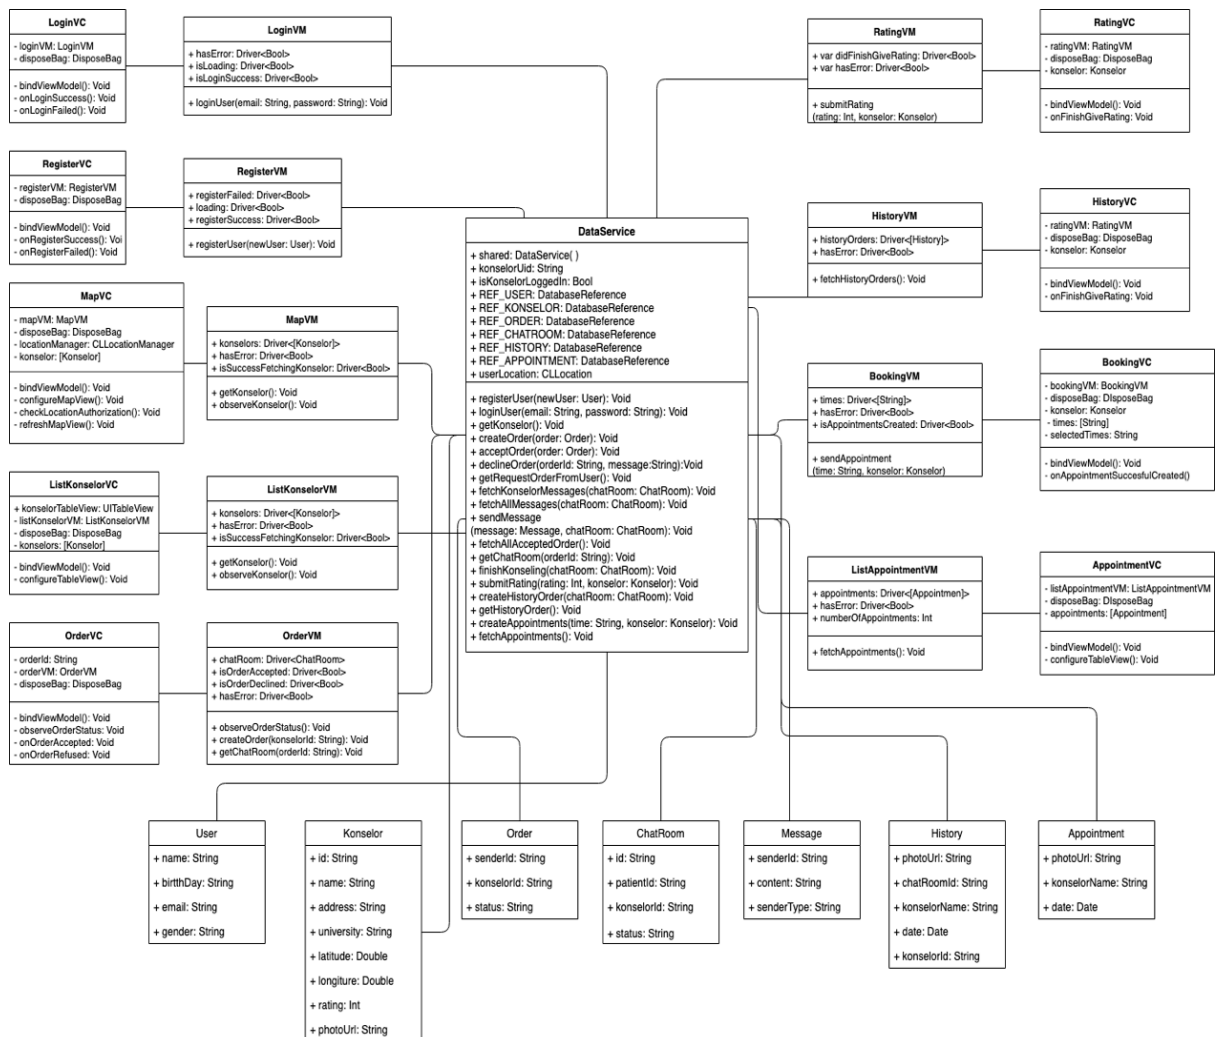 LoginVC
- loginVM: LoginVM
- disposeBag: DisposeBag
- bindViewModel(): Void
- onLoginSuccess(): Void
- onLoginFailed(): Void
LoginVM
+ hasError: Driver<Bool>
+ isLoading: Driver<Bool>
+ isLoginSuccess: Driver<Bool>
+ loginUser(email: String, password: String): Void
RatingVM
+ var didFinishGiveRating: Driver<Bool>
+ var hasError: Driver<Bool>
+ submitRating
(rating: Int, konselor: Konselor)
RatingVC
- ratingVM: RatingVM
- disposeBag: DisposeBag
- konselor: Konselor
- bindViewModel(): Void
- onFinishGiveRating: Void
RegisterVC
- registerVM: RegisterVM
- disposeBag: DisposeBag
- bindViewModel(): Void
- onRegisterSuccess(): Voi
- onRegisterFailed(): Void
RegisterVM
+ registerFailed: Driver<Bool>
+ loading: Driver<Bool>
+ registerSuccess: Driver<Bool>
+ registerUser(newUser: User): Void
DataService
+ shared: DataService( )
+ konselorUid: String
+ isKonselorLoggedIn: Bool
+ REF_USER: DatabaseReference
+ REF_KONSELOR: DatabaseReference
+ REF_ORDER: DatabaseReference
+ REF_CHATROOM: DatabaseReference
+ REF_HISTORY: DatabaseReference
+ REF_APPOINTMENT: DatabaseReference
+ userLocation: CLLocation
+ registerUser(newUser: User): Void
+ loginUser(email: String, password: String): Void
+ getKonselor(): Void
+ createOrder(order: Order): Void
+ acceptOrder(order: Order): Void
+ declineOrder(orderId: String, message:String):Void
+ getRequestOrderFromUser(): Void
+ fetchKonselorMessages(chatRoom: ChatRoom): Void
+ fetchAllMessages(chatRoom: ChatRoom): Void
+ sendMessage
(message: Message, chatRoom: ChatRoom): Void
+ fetchAllAcceptedOrder(): Void
+ getChatRoom(orderId: String): Void
+ finishKonseling(chatRoom: ChatRoom): Void
+ submitRating(rating: Int, konselor: Konselor): Void
+ createHistoryOrder(chatRoom: ChatRoom): Void
+ getHistoryOrder(): Void
+ createAppointments(time: String, konselor: Konselor): Void
+ fetchAppointments(): Void
HistoryVM
+ historyOrders: Driver<[History]>
+ hasError: Driver<Bool>
+ fetchHistoryOrders(): Void
HistoryVC
- ratingVM: RatingVM
- disposeBag: DisposeBag
- konselor: Konselor
- bindViewModel(): Void
- onFinishGiveRating: Void
MapVC
- mapVM: MapVM
- disposeBag: DisposeBag
- locationManager: CLLocationManager
- konselor: [Konselor]
- bindViewModel(): Void
- configureMapView(): Void
- checkLocationAuthorization(): Void
- refreshMapView(): Void
MapVM
+ konselors: Driver<[Konselor]>
+ hasError: Driver<Bool>
+ isSuccessFetchingKonselor: Driver<Bool>
+ getKonselor(): Void
+ observeKonselor(): Void
BookingVM
+ times: Driver<[String]>
+ hasError: Driver<Bool>
+ isAppointmentsCreated: Driver<Bool>
+ sendAppointment
(time: String, konselor: Konselor)
BookingVC
- bookingVM: BookingVM
- disposeBag: DIsposeBag
- konselor: Konselor
- times: [String]
- selectedTimes: String
- bindViewModel(): Void
- onAppointmentSuccesfulCreated()
ListKonselorVC
+ konselorTableView: UITableView
- listKonselorVM: ListKonselorVM
- disposeBag: DisposeBag
- konselors: [Konselor]
- bindViewModel(): Void
- configureTableView(): Void
ListKonselorVM
+ konselors: Driver<[Konselor]>
+ hasError: Driver<Bool>
+ isSuccessFetchingKonselor: Driver<Bool>
+ getKonselor(): Void
+ observeKonselor(): Void
ListAppointmentVM
+ appointments: Driver<[Appointmen]>
+ hasError: Driver<Bool>
+ numberOfAppointments: Int
+ fetchAppointments(): Void
AppointmentVC
- listAppointmentVM: ListAppointmentVM
- disposeBag: DIsposeBag
- appointments: [Appointment]
- bindViewModel(): Void
- configureTableView(): Void
OrderVC
- orderId: String
- orderVM: OrderVM
- disposeBag: DisposeBag
- bindViewModel(): Void
- observeOrderStatus: Void
- onOrderAccepted: Void
- onOrderRefused: Void
OrderVM
+ chatRoom: Driver<ChatRoom>
+ isOrderAccepted: Driver<Bool>
+ isOrderDeclined: Driver<Bool>
+ hasError: Driver<Bool>
+ observeOrderStatus(): Void
+ createOrder(konselorId: String): Void
+ getChatRoom(orderId: String): Void
User
+ name: String
+ birtthDay: String
+ email: String
+ gender: String
Konselor
+ id: String
+ name: String
+ address: String
+ university: String
+ latitude: Double
+ longiture: Double
+ rating: Int
+ photoUrl: String
Order
+ senderId: String
+ konselorId: String
+ status: String
ChatRoom
+ id: String
+ patientId: String
+ konselorId: String
+ status: String
Message
+ senderId: String
+ content: String
+ senderType: String
History
+ photoUrl: String
+ chatRoomId: String
+ konselorName: String
+ date: Date
+ konselorId: String
Appointment
+ photoUrl: String
+ konselorName: String
+ date: Date